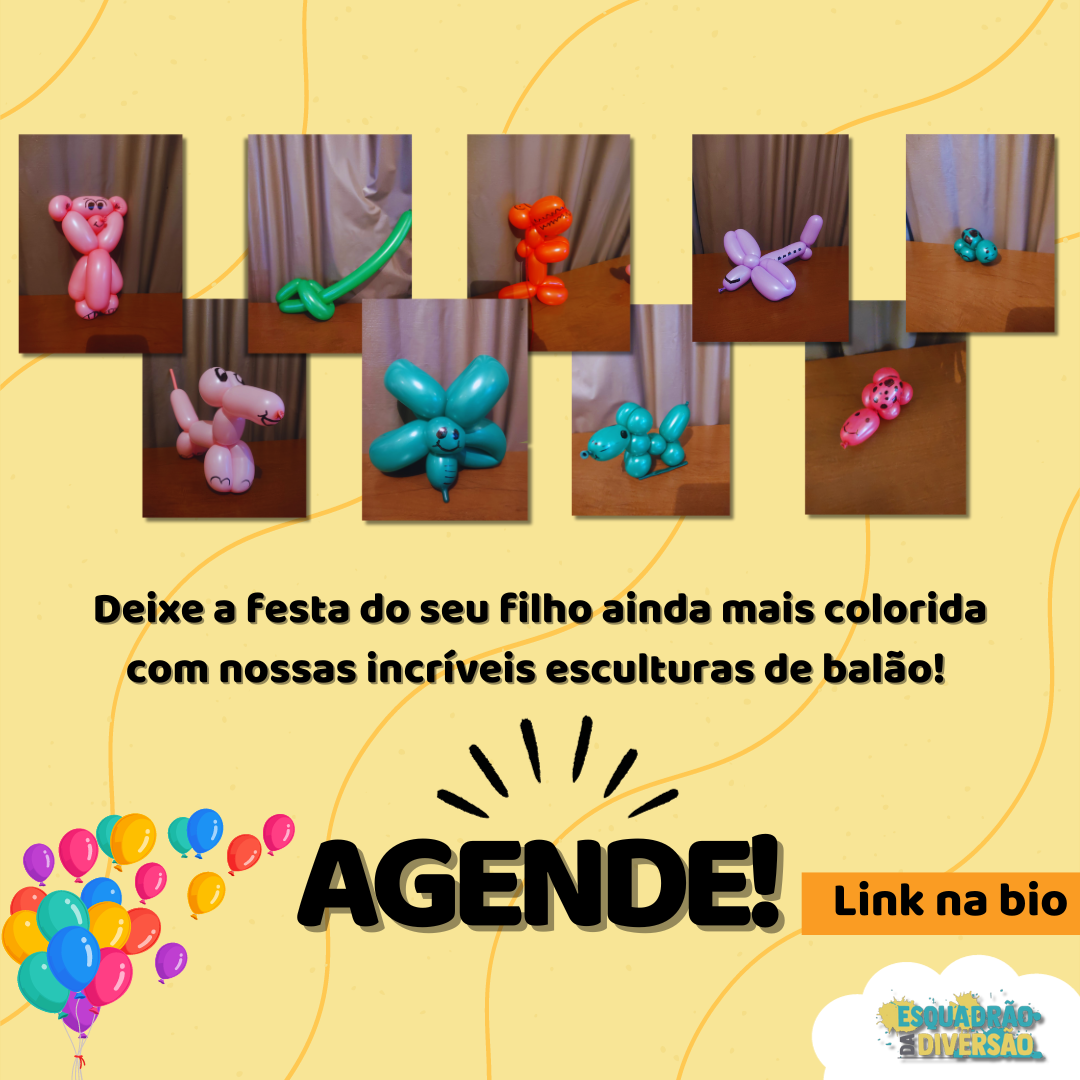 Deixe a festa do seu filho ainda mais colorida
com nossas incríveis esculturas de balão!
AGENDE!
Link na bio
ESQUADRÃO
DA DIVERSÃO